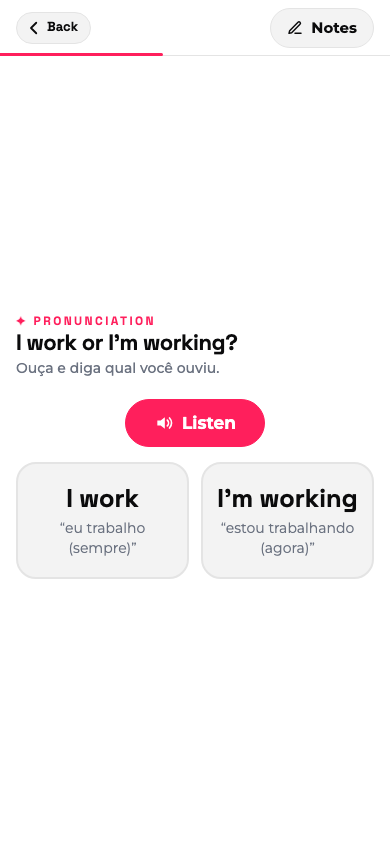 Back
Notes
✦ PRONUNCIATION
I work or I'm working?
Ouça e diga qual você ouviu.
Listen
I work
“eu trabalho
(sempre)”
I'm working
“estou trabalhando
(agora)”